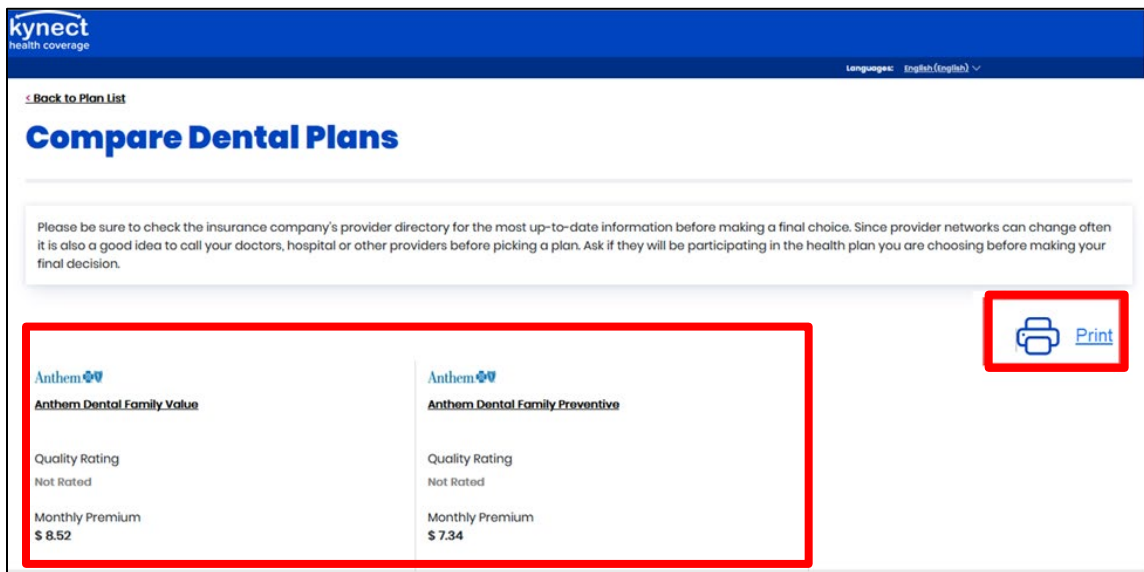 kynect
health coverage
Languages: English (English)
< Back to Plan List
Compare Dental Plans
Please be sure to check the insurance company's provider directory for the most up-to-date information before making a final choice. Since provider networks can change often
it is also a good idea to call your doctors, hospital or other providers before picking a plan. Ask if they will be participating in the health plan you are choosing before making your
final decision.
Print
Anthem
Anthem Dental Family Value
Quality Rating
Not Rated
Monthly Premium
$ 8.52
Anthem
Anthem Dental Family Preventive
Quality Rating
Not Rated
Monthly Premium
$ 7.34